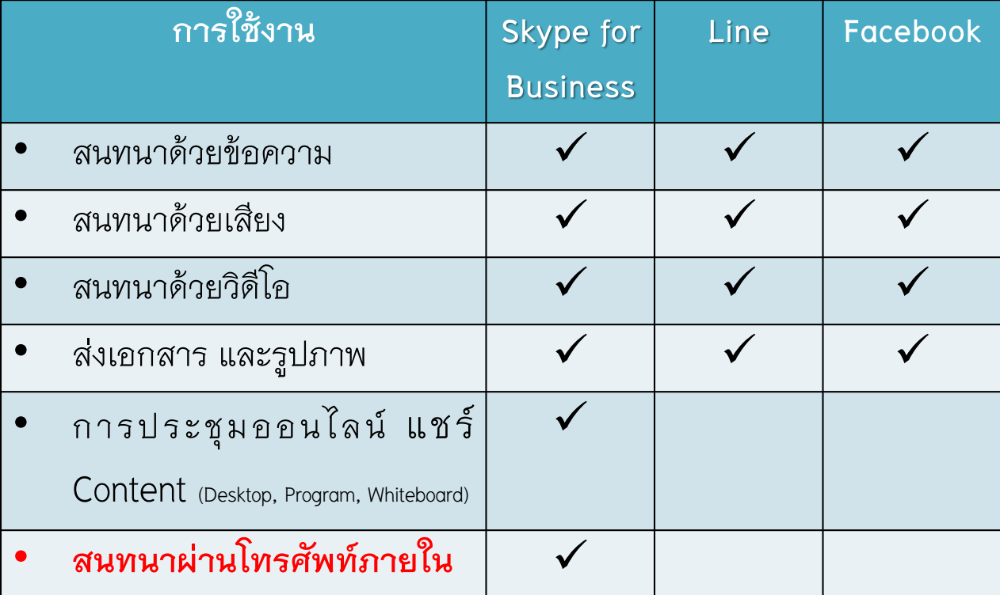 การใช้งาน Skype for Line Facebook
Business
• สนทนาด้วยข้อความ ✓ ✓ ✓
• สนทนาด้วยเสียง ✓ ✓ ✓
• สนทนาด้วยวิดีโอ ✓ ✓ ✓
• ส่งเอกสาร และรูปภาพ ✓ ✓ ✓
• การประชุมออนไลน์ แชร์ ✓
Content (Desktop, Program, Whiteboard)
• สนทนาผ่านโทรศัพท์ภายใน ✓